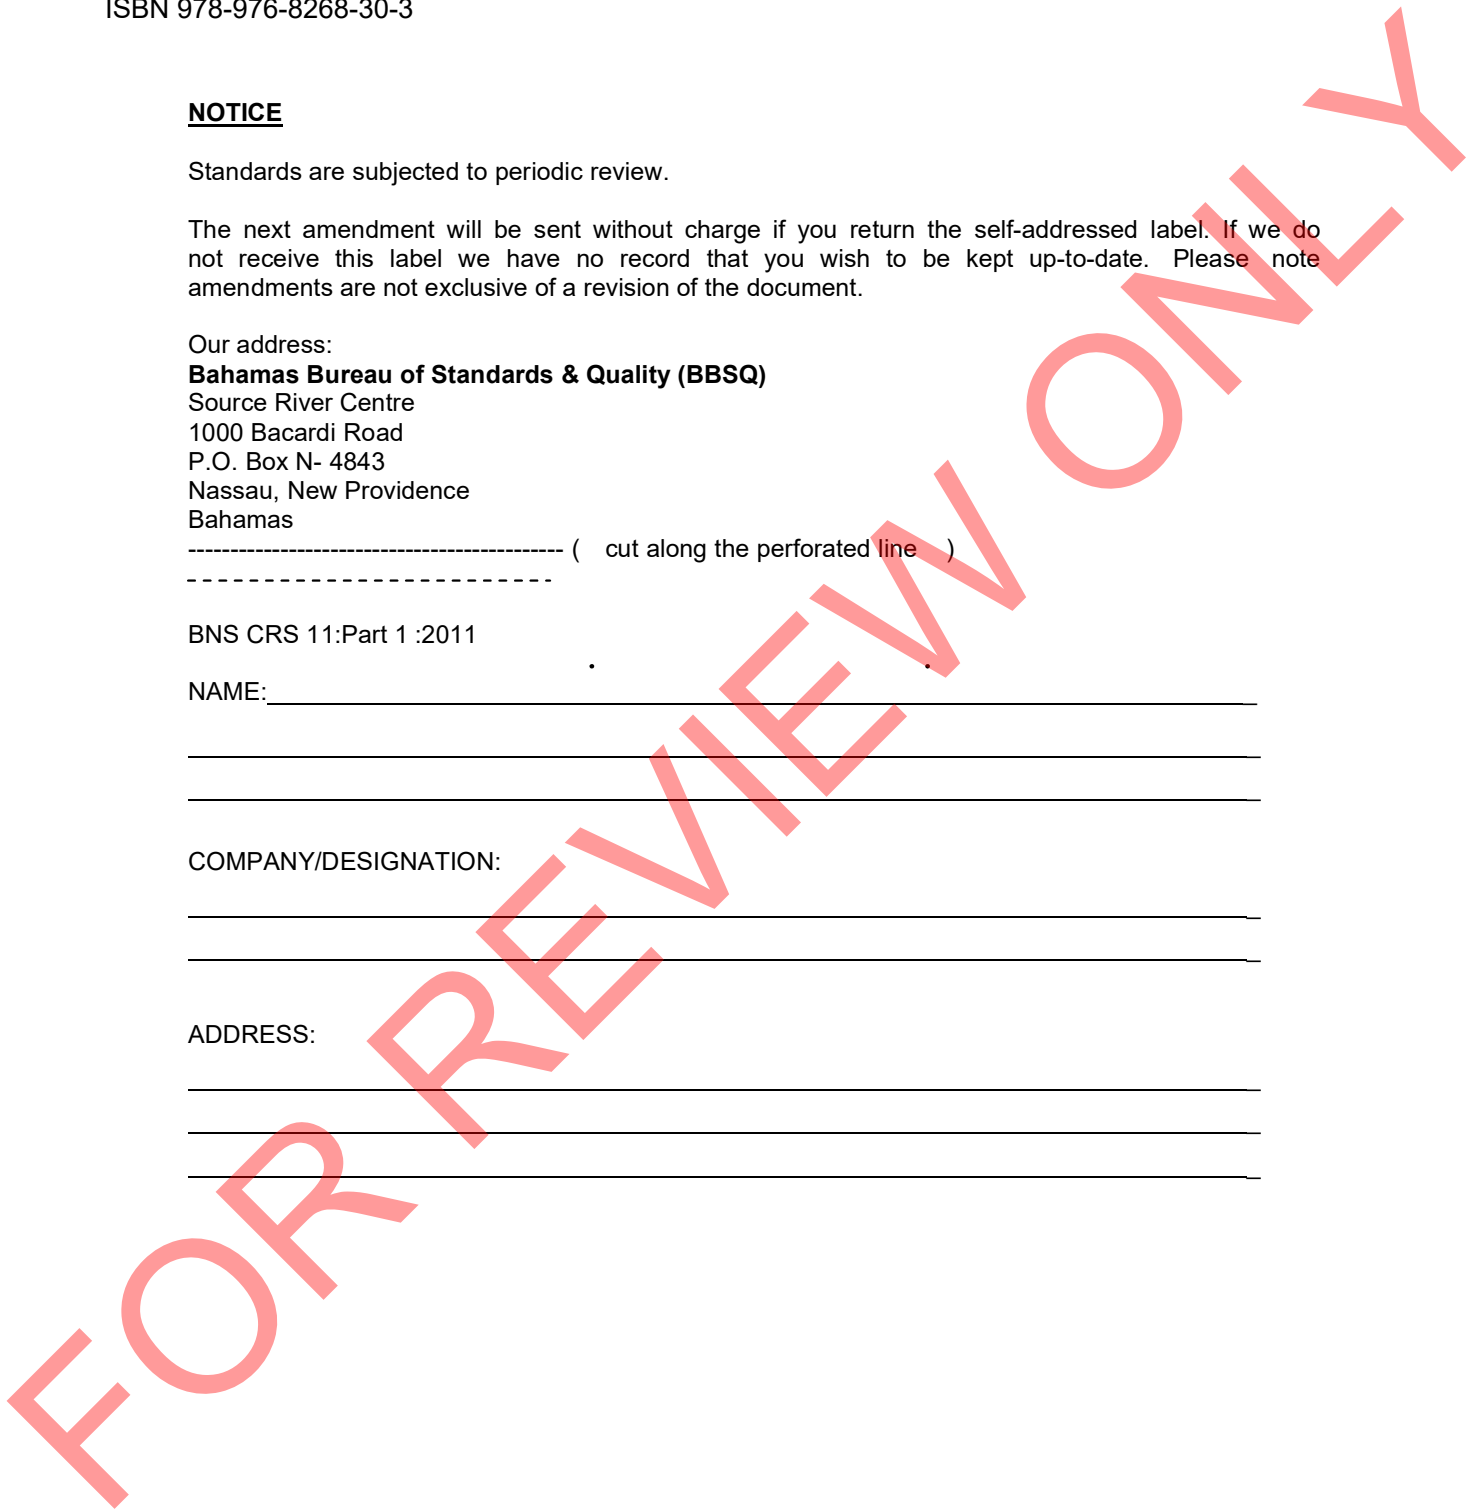 ISBN 978-976-8268-30-3
NOTICE
Standards are subjected to periodic review.
The next amendment will be sent without charge if you return the self-addressed label. If we do
not receive this label we have no record that you wish to be kept up-to-date. Please note
amendments are not exclusive of a revision of the document.
Our address:
Bahamas Bureau of Standards & Quality (BBSQ)
Source River Centre
1000 Bacardi Road
P.O. Box N- 4843
Nassau, New Providence
Bahamas
--------------------------------------------- ( cut along the perforated line )
- - - - - - - - - - - - - - - - - - - - - - - -
BNS CRS 11:Part 1 :2011
NAME:
COMPANY/DESIGNATION:
ADDRESS:
FOR REVIEW ONLY